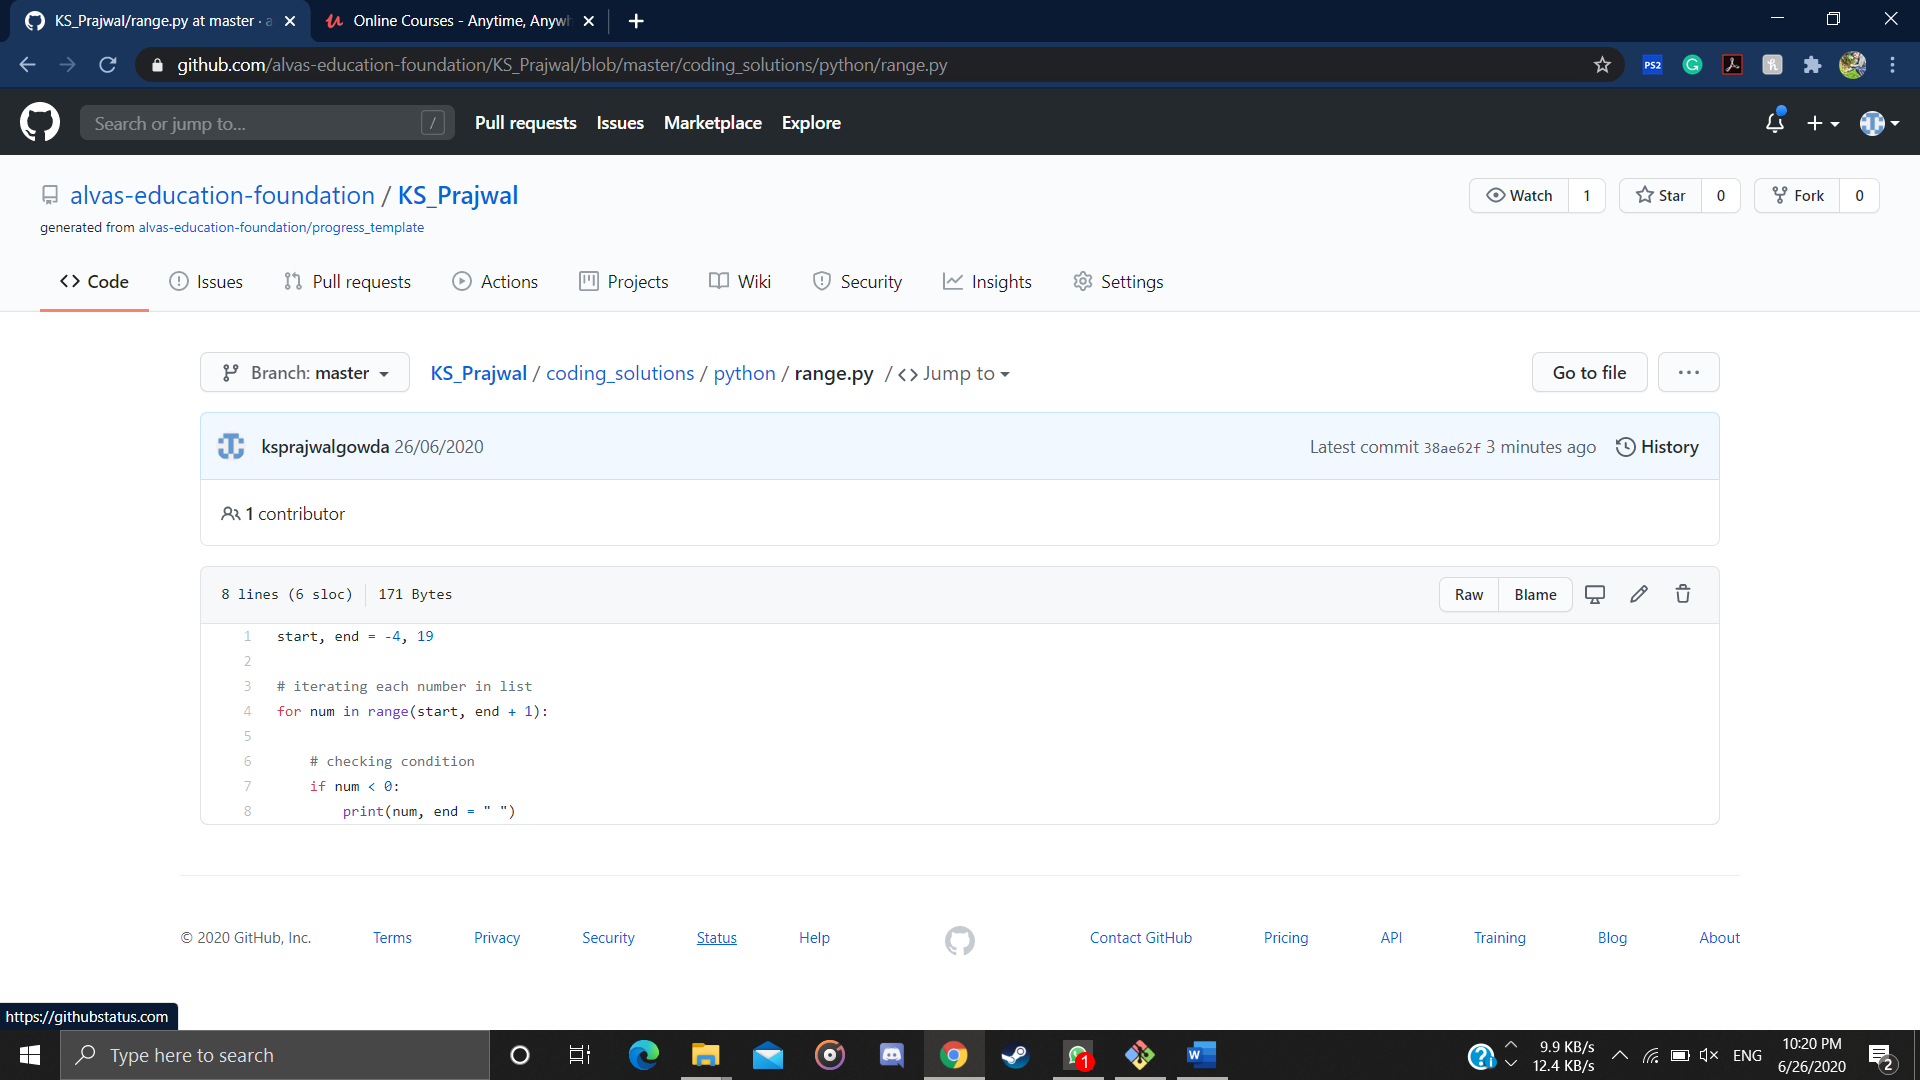 KS_Prajwal/range.py at master · a
Online Courses - Anytime, Anywh
github.com/alvas-education-foundation/KS_Prajwal/blob/master/coding_solutions/python/range.py
PS2
Search or jump to... /
Pull requests Issues Marketplace Explore
alvas-education-foundation / KS_Prajwal
Watch 1 Star 0 Fork 0
generated from alvas-education-foundation/progress_template
Code Issues Pull requests Actions Projects Wiki Security Insights Settings
Branch: master KS_Prajwal / coding_solutions / python / range.py / <> Jump to Go to file ...
ksprajwalgowda 26/06/2020 Latest commit 38ae62f 3 minutes ago History
1 contributor
8 lines (6 sloc) 171 Bytes Raw Blame
1 start, end = -4, 19
2
3 # iterating each number in list
4 for num in range(start, end + 1):
5
6 # checking condition
7 if num < 0:
8 print(num, end = " ")
© 2020 GitHub, Inc. Terms Privacy Security Status Help Contact GitHub Pricing API Training Blog About
https://githubstatus.com
Type here to search
1
W
9.9 KB/s
12.4 KB/s
ENG
10:20 PM
6/26/2020
2